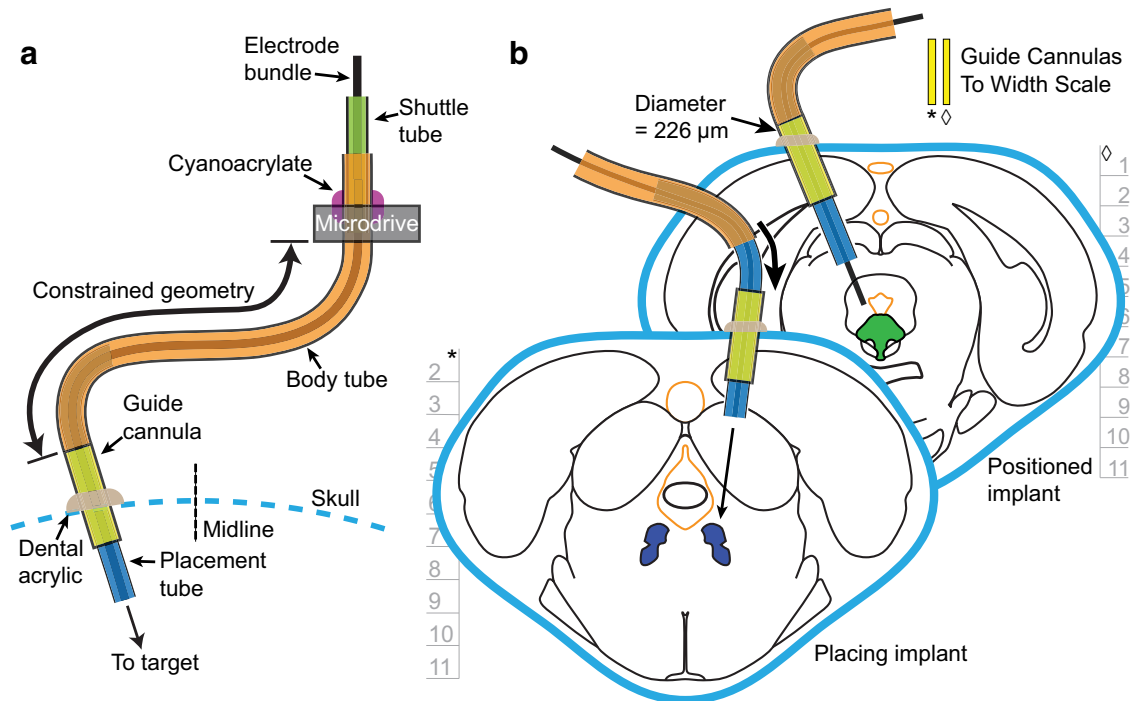 a
Electrode
bundle
Shuttle
tube
Cyanoacrylate
Microdrive
Constrained geometry
Body tube
Guide
cannula
Skull
Midline
Dental
acrylic
Placement
tube
To target
b
Guide Cannulas
To Width Scale
* ◊
Diameter
= 226 µm
◊
1
2
3
4
5
6
7
8
9
10
11
Positioned
implant
*
2
3
4
5
6
7
8
9
10
11
Placing implant